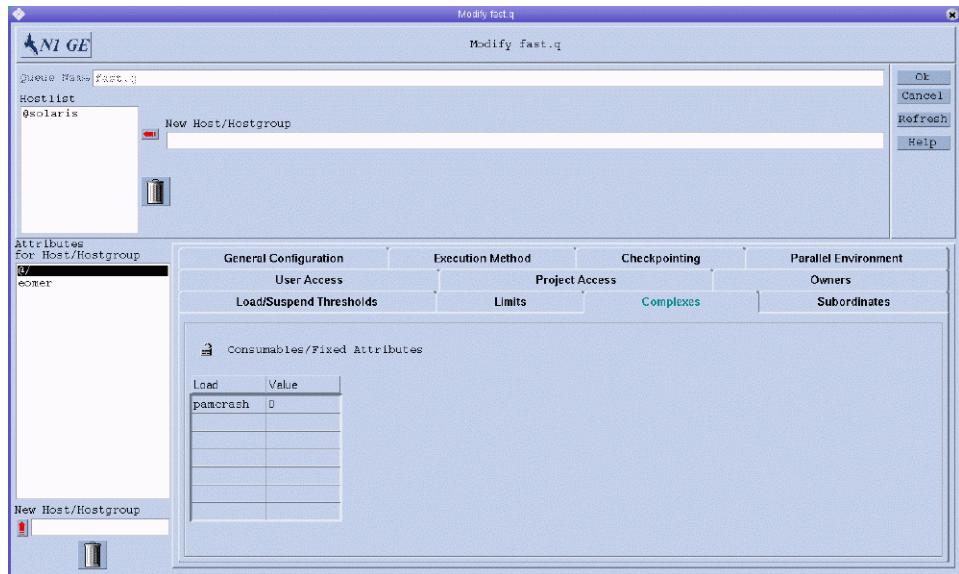 Modify fast.q
N1 GE
Modify fast.q
Queue Name fast.q
Ok
Hostlist
Cancel
@solaris
Refresh
New Host/Hostgroup
Help
Attributes
for Host/Hostgroup
@/
eomer
General Configuration
Execution Method
Checkpointing
Parallel Environment
User Access
Project Access
Owners
Load/Suspend Thresholds
Limits
Complexes
Subordinates
Consumables/Fixed Attributes
Load Value
pamcrash 0
New Host/Hostgroup